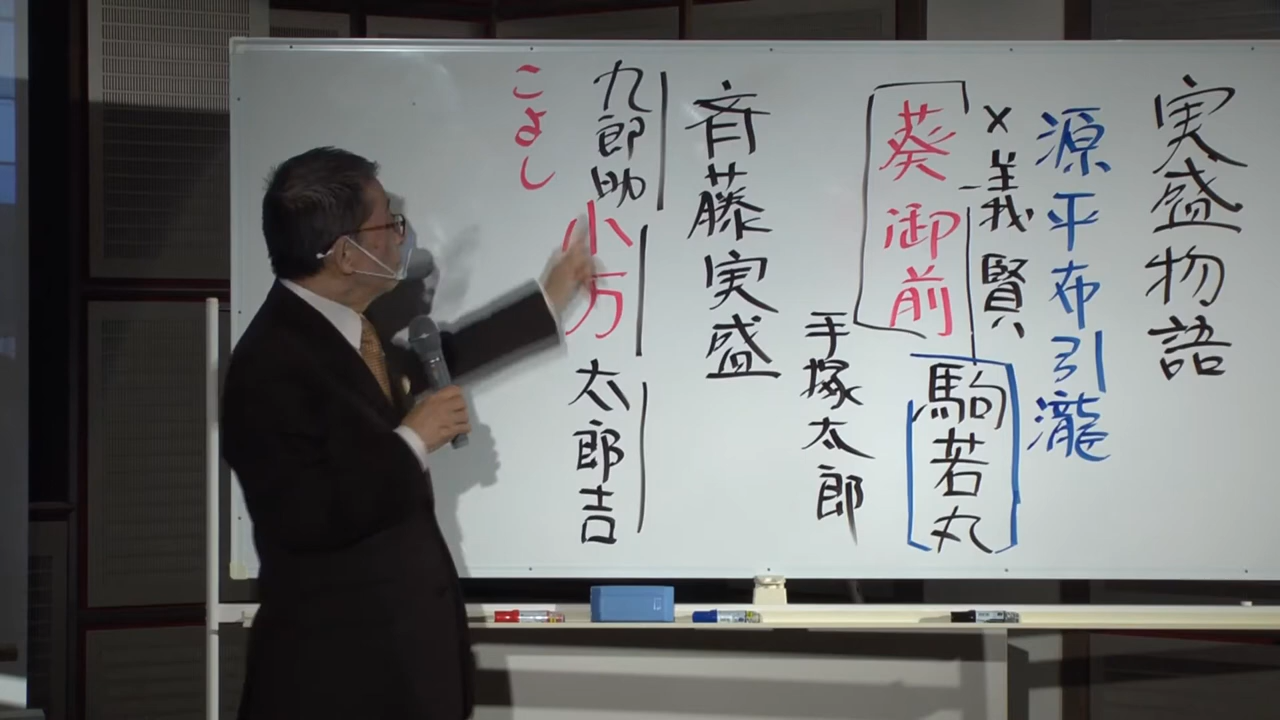 実盛物語
源平布引瀧
×義賢
葵御前
駒若丸
手塚太郎
斉藤実盛
九郎助
小万
太郎吉
こよし